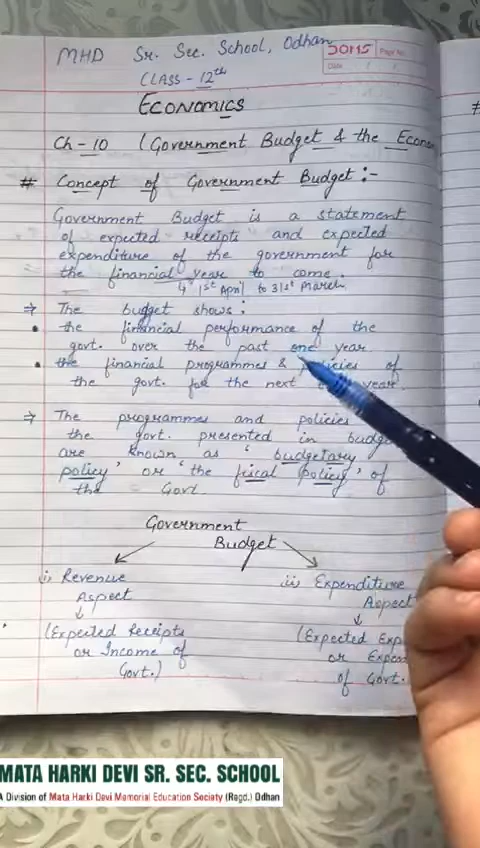 MHD Sr. Sec. School, Odhan
DOMS Page No.
Date / /
CLASS - 12th
ECONOMICS
Ch-10 (Government Budget & the Econ
# Concept of Government Budget :-
Government Budget is a statement
of expected receipts and expected
expenditure of the government for
the financial year to come.
↳ 1st April to 31st March
⇒ The budget shows:
• the financial performance of the
govt. over the past one year
• the financial programmes & policies of
the govt. for the next year.
⇒ The programmes and policies
the govt. presented in budge
are known as 'budgetary
policy' or 'the fiscal policy' of
the Govt.
Government
Budget
i) Revenue
Aspect
↓
(Expected Receipts
or Income of
Govt.)
ii) Expenditure
Aspect
↓
(Expected Exp
or Expen
of Govt.
MATA HARKI DEVI SR. SEC. SCHOOL
A Division of Mata Harki Devi Memorial Education Society (Regd.) Odhan